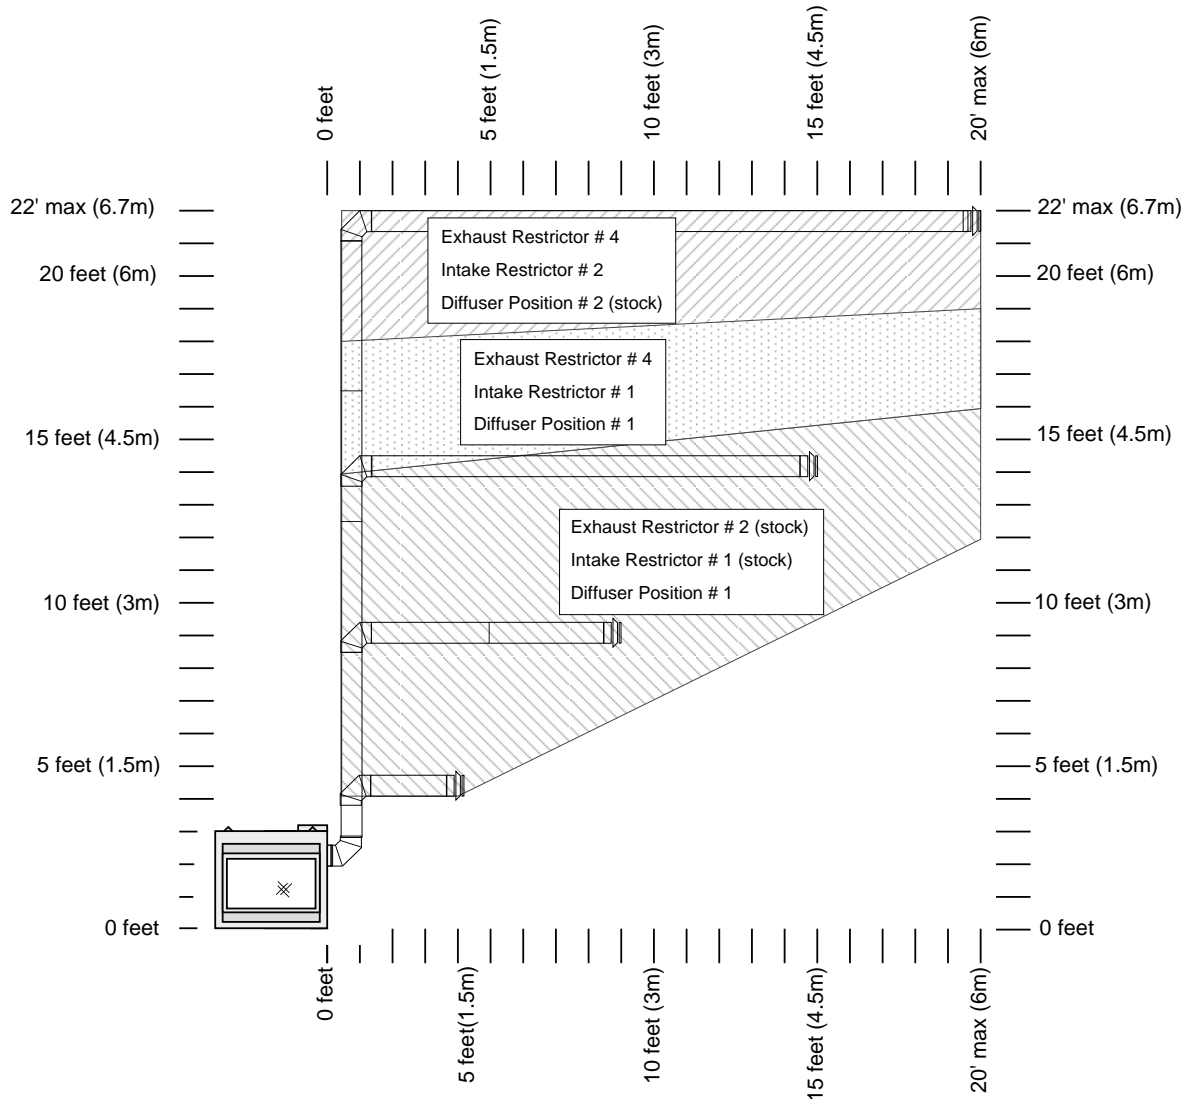 0 feet
5 feet (1.5m)
10 feet (3m)
15 feet (4.5m)
20' max (6m)
22' max (6.7m)
20 feet (6m)
15 feet (4.5m)
10 feet (3m)
5 feet (1.5m)
0 feet
Exhaust Restrictor # 4
Intake Restrictor # 2
Diffuser Position # 2 (stock)
Exhaust Restrictor # 4
Intake Restrictor # 1
Diffuser Position # 1
Exhaust Restrictor # 2 (stock)
Intake Restrictor # 1 (stock)
Diffuser Position # 1
22' max (6.7m)
20 feet (6m)
15 feet (4.5m)
10 feet (3m)
5 feet (1.5m)
0 feet
0 feet
5 feet(1.5m)
10 feet (3m)
15 feet (4.5m)
20' max (6m)